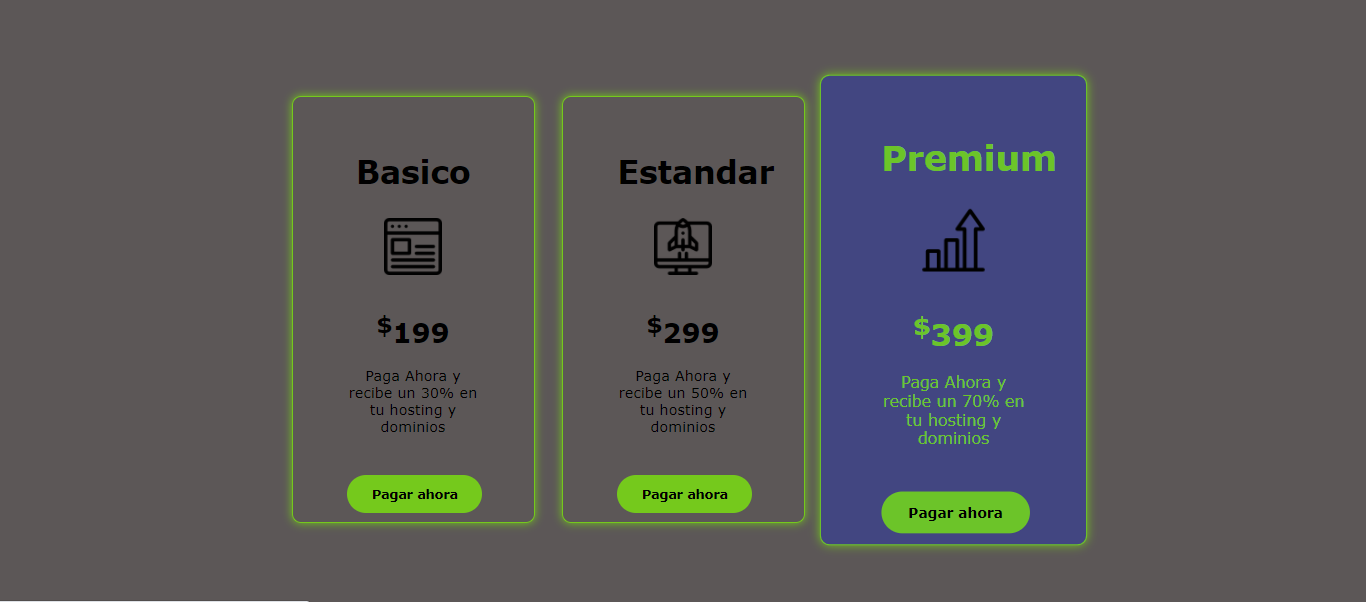 Basico
$199
Paga Ahora y
recibe un 30% en
tu hosting y
dominios
Pagar ahora
Estandar
$299
Paga Ahora y
recibe un 50% en
tu hosting y
dominios
Pagar ahora
Premium
$399
Paga Ahora y
recibe un 70% en
tu hosting y
dominios
Pagar ahora